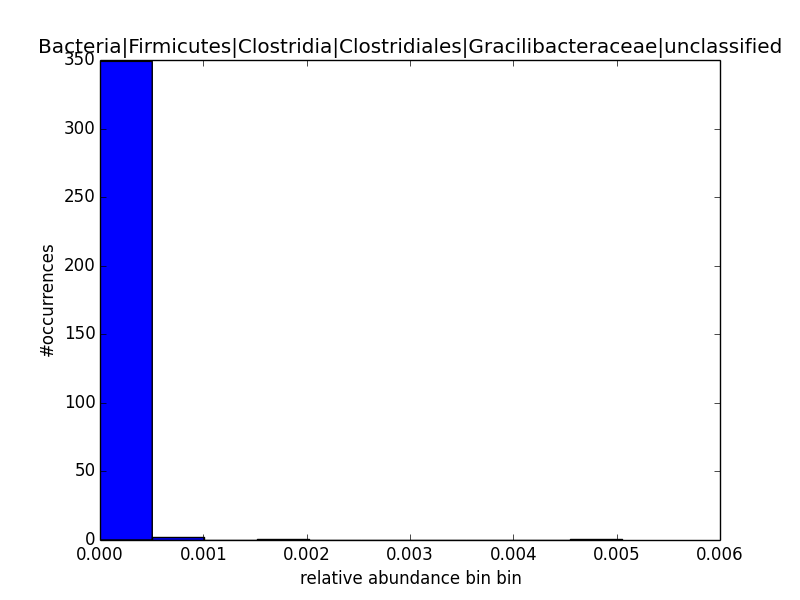 Bacteria|Firmicutes|Clostridia|Clostridiales|Gracilibacteraceae|unclassified
350
300
250
200
150
100
50
0
#occurrences
0.000 0.001 0.002 0.003 0.004 0.005 0.006
relative abundance bin bin